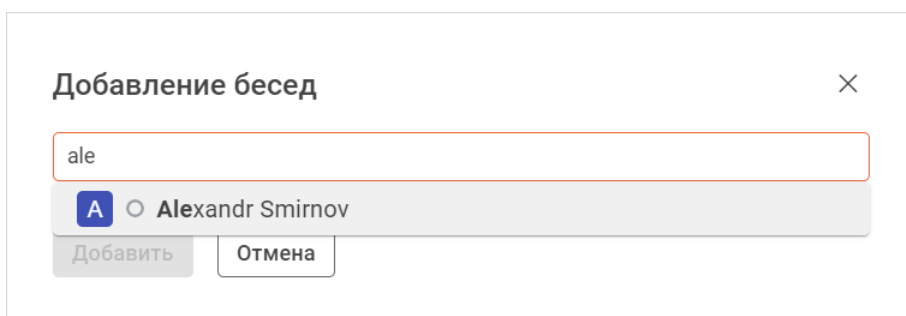 Добавление бесед
ale
A Alexandr Smirnov
Добавить Отмена